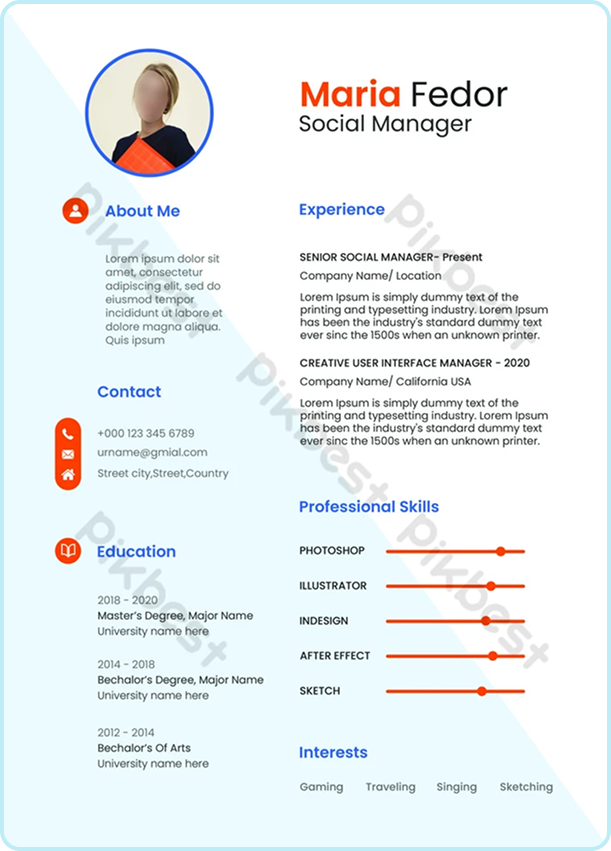 Maria Fedor
Social Manager
About Me
Lorem ipsum dolor sit
amet, consectetur
adipiscing elit, sed do
eiusmod tempor
incididunt ut labore et
dolore magna aliqua.
Quis ipsum
Contact
+000 123 345 6789
urname@gmial.com
Street city,Street,Country
Education
2018 - 2020
Master's Degree, Major Name
University name here
2014 - 2018
Bechalor's Degree, Major Name
University name here
2012 - 2014
Bechalor's Of Arts
University name here
Experience
SENIOR SOCIAL MANAGER- Present
Company Name/ Location
Lorem Ipsum is simply dummy text of the
printing and typesetting industry. Lorem Ipsum
has been the industry's standard dummy text
ever sinc the 1500s when an unknown printer.
CREATIVE USER INTERFACE MANAGER - 2020
Company Name/ California USA
Lorem Ipsum is simply dummy text of the
printing and typesetting industry. Lorem Ipsum
has been the industry's standard dummy text
ever sinc the 1500s when an unknown printer.
Professional Skills
PHOTOSHOP
ILLUSTRATOR
INDESIGN
AFTER EFFECT
SKETCH
Interests
Gaming Traveling Singing Sketching
pikbest
pikbest
pikbest
pikbest
pikbest